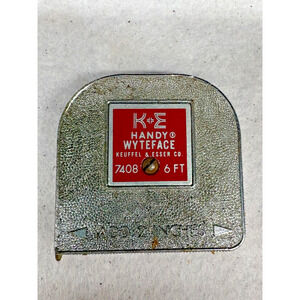 K+E
HANDY®
WYTEFACE
KEUFFEL & ESSER CO.
7408 6 FT
ADD 2 INCHES